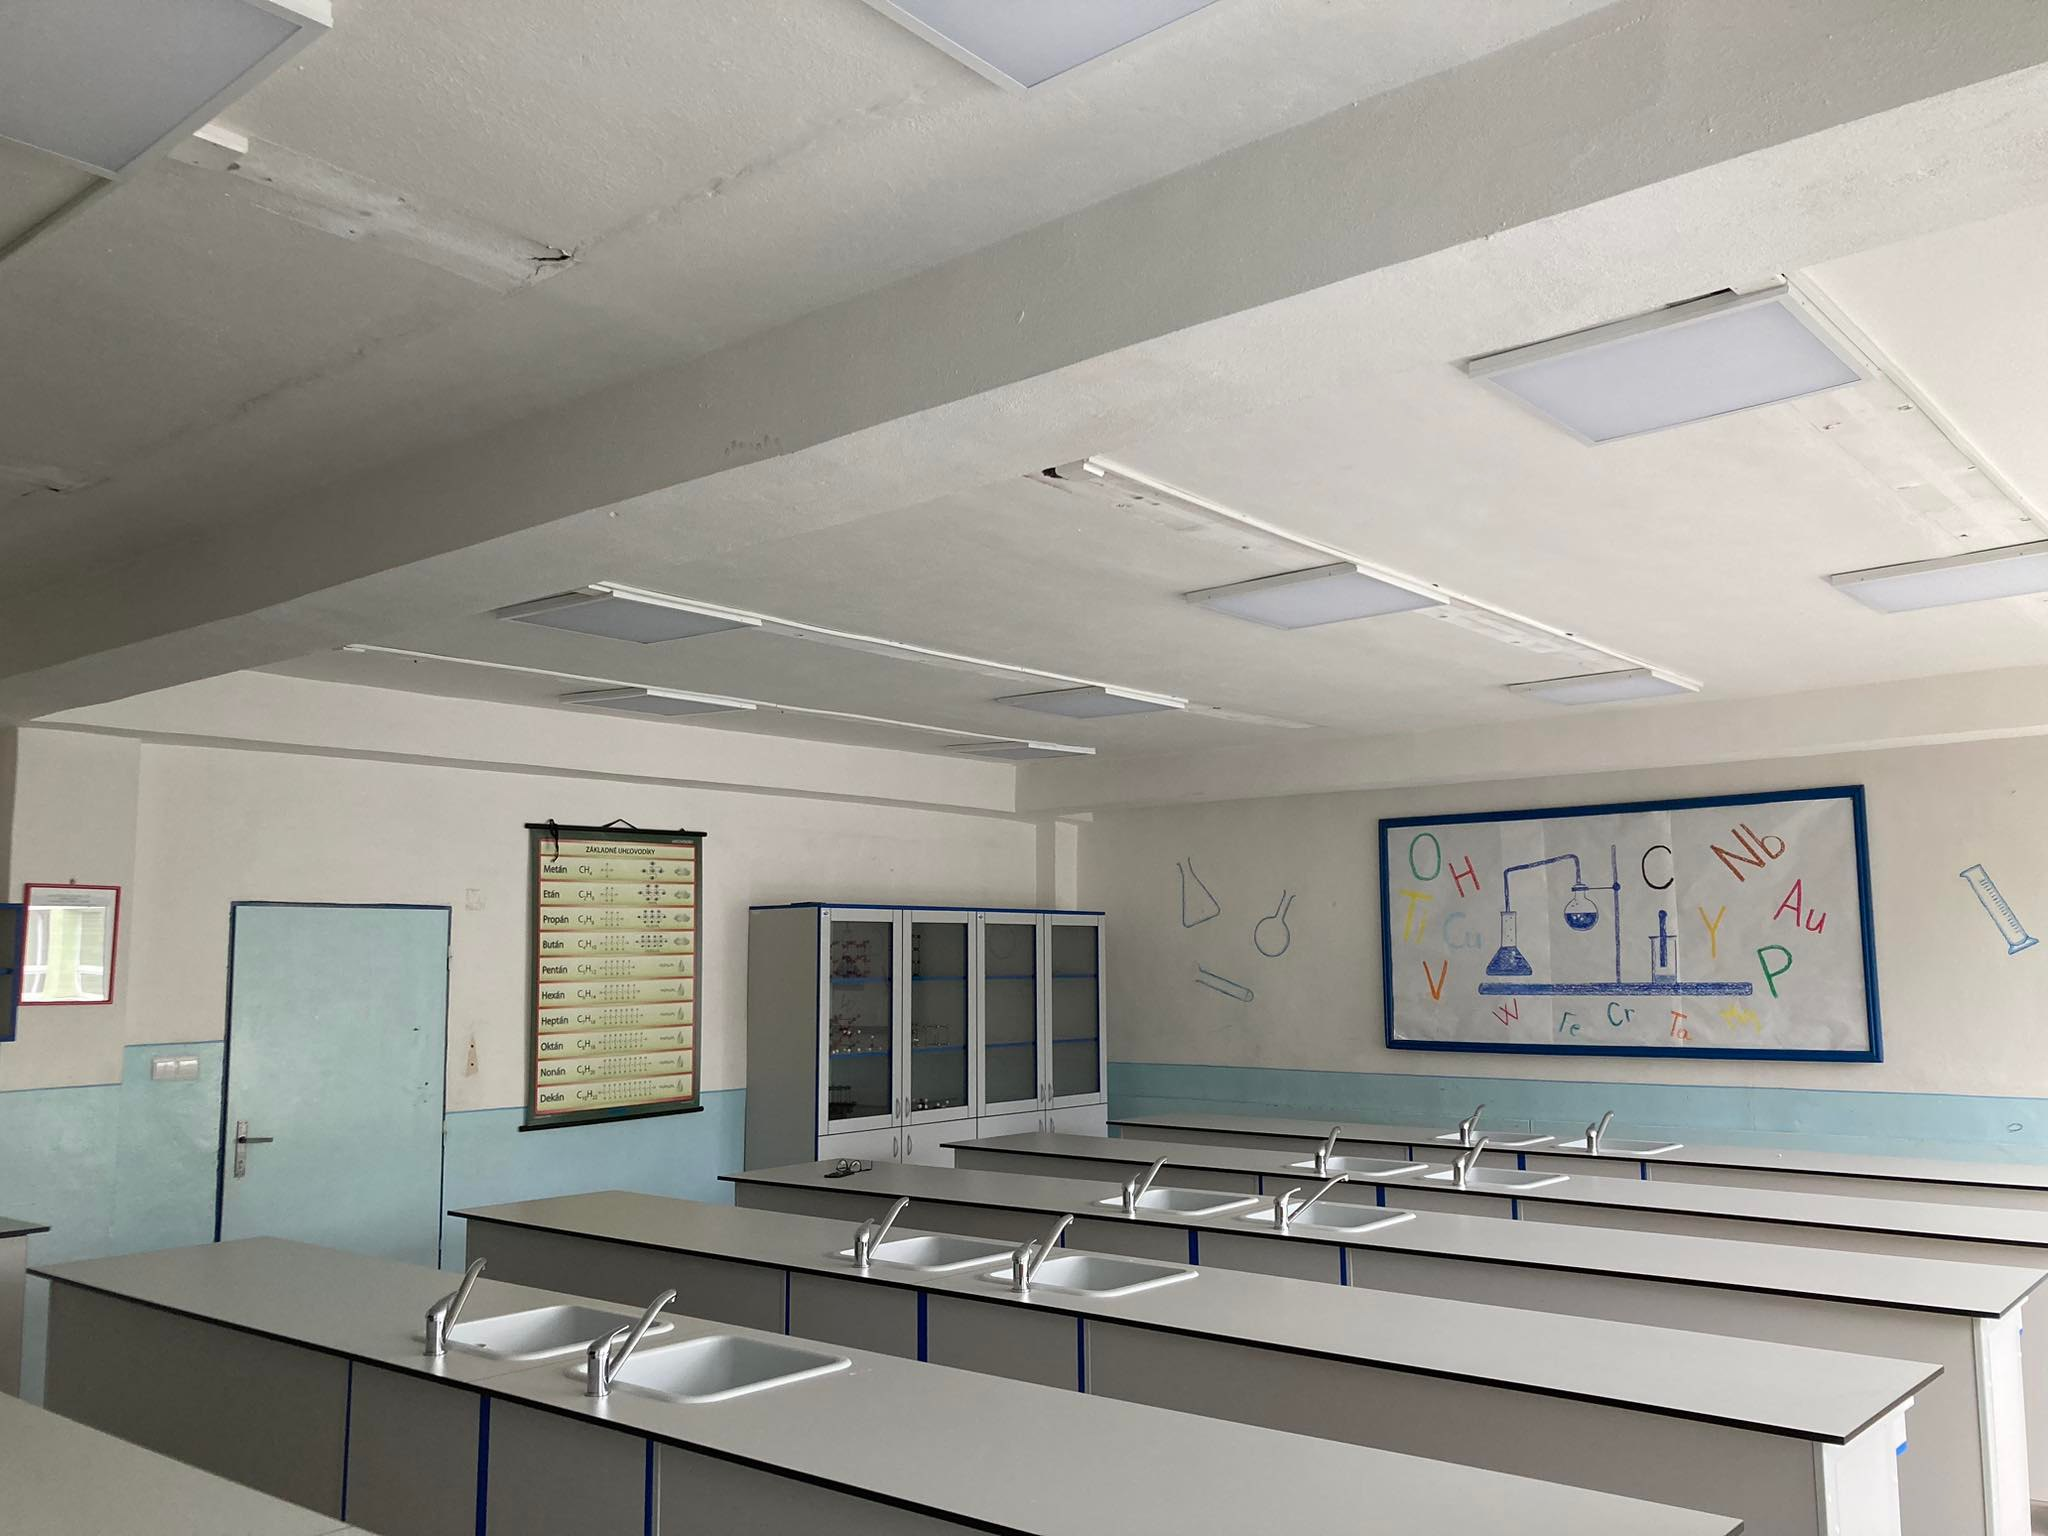 ZÁKLADNÉ UHĽOVODÍKY
Metán CH₄
Etán C₂H₆
Propán C₃H₈
Bután C₄H₁₀
Pentán C₅H₁₂
Hexán C₆H₁₄
Heptán C₇H₁₆
Oktán C₈H₁₈
Nonán C₉H₂₀
Dekán C₁₀H₂₂
O H C Nb
Ti Cu Y Au
V P
W Fe Cr Ta